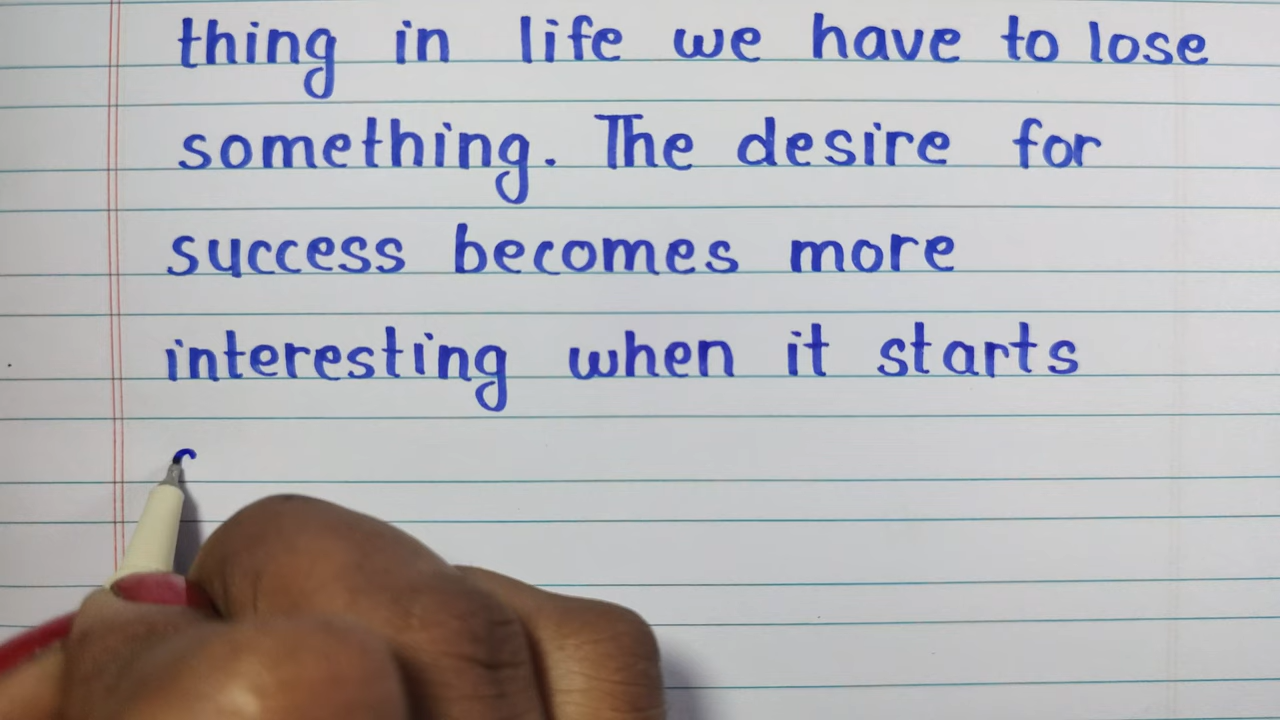 thing in life we have to lose
something. The desire for
success becomes more
interesting when it starts